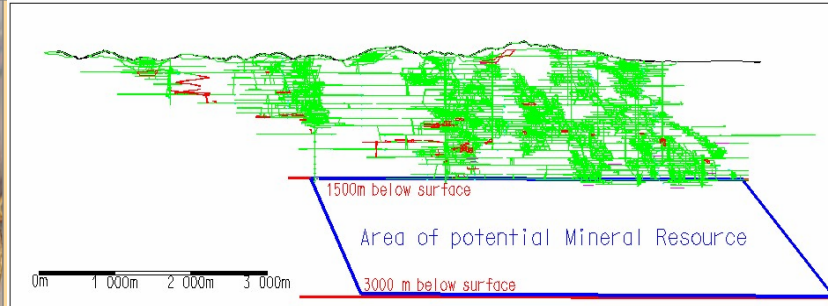 1500m below surface
Area of potential Mineral Resource
3000 m below surface
0m 1 000m 2 000m 3 000m